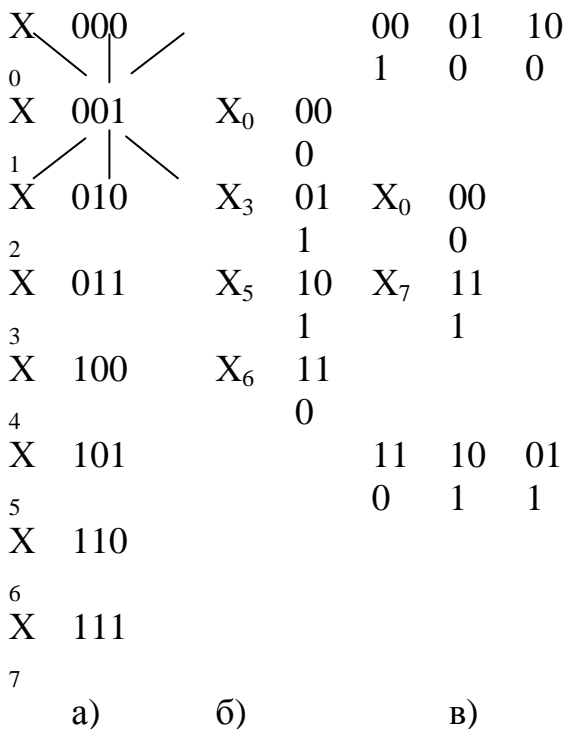 X 000 00 01 10
0 1 0 0
X 001 X₀ 00
1 0
X 010 X₃ 01 X₀ 00
2 1 0
X 011 X₅ 10 X₇ 11
3 1 1
X 100 X₆ 11
4 0
X 101 11 10 01
5 0 1 1
X 110
6
X 111
7
а) б) в)